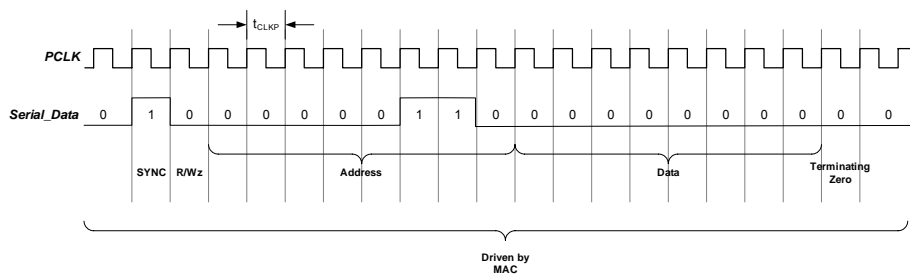 tCLKP
PCLK
Serial_Data 0 1 0 0 0 0 0 0 1 1 0 0 0 0 0 0 0 0 0 0 0
SYNC R/Wz Address Data Terminating
Zero
Driven by
MAC